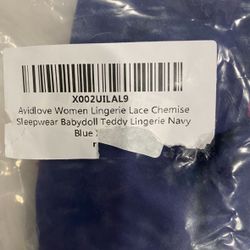 X002UILAL9
Avidlove Women Lingerie Lace Chemise
Sleepwear Babydoll Teddy Lingerie Navy
Blue